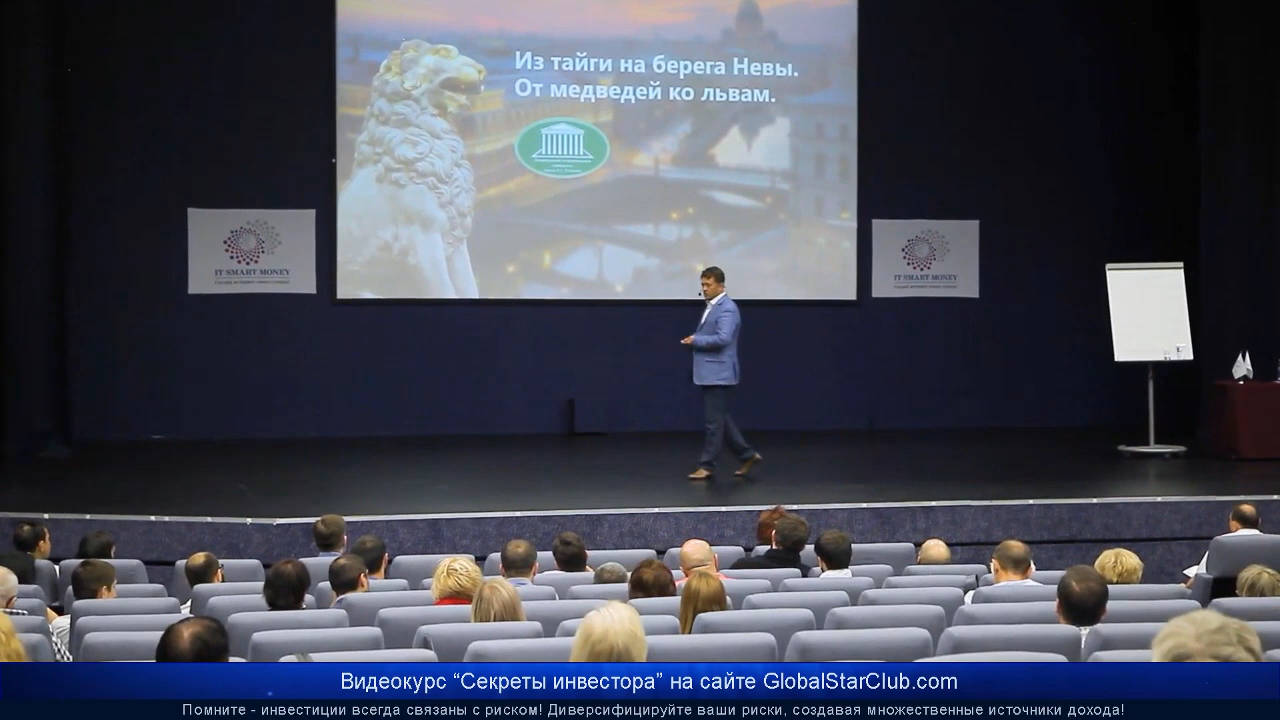 Из тайги на берега Невы.
От медведей ко львам.
IT SMART MONEY
IT SMART MONEY
Видеокурс “Секреты инвестора” на сайте GlobalStarClub.com
Помните - инвестиции всегда связаны с риском! Диверсифицируйте ваши риски, создавая множественные источники дохода!